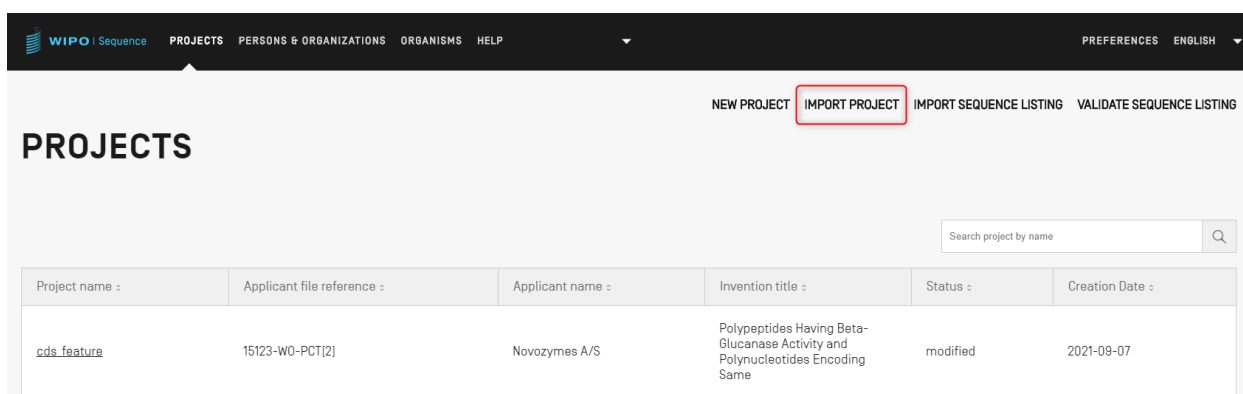 WIPO | Sequence PROJECTS PERSONS & ORGANIZATIONS ORGANISMS HELP PREFERENCES ENGLISH
NEW PROJECT IMPORT PROJECT IMPORT SEQUENCE LISTING VALIDATE SEQUENCE LISTING
PROJECTS
Search project by name
Project name Applicant file reference Applicant name Invention title Status Creation Date
cds_feature 15123-WO-PCT[2] Novozymes A/S Polypeptides Having Beta-
Glucanase Activity and
Polynucleotides Encoding
Same modified 2021-09-07